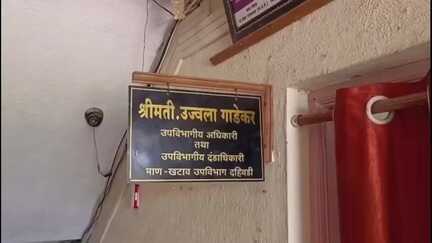 श्रीमती.उज्वला गाडेकर
उपविभागीय अधिकारी
तथा
उपविभागीय दंडाधिकारी
माण -खटाव उपविभाग दहिवडी